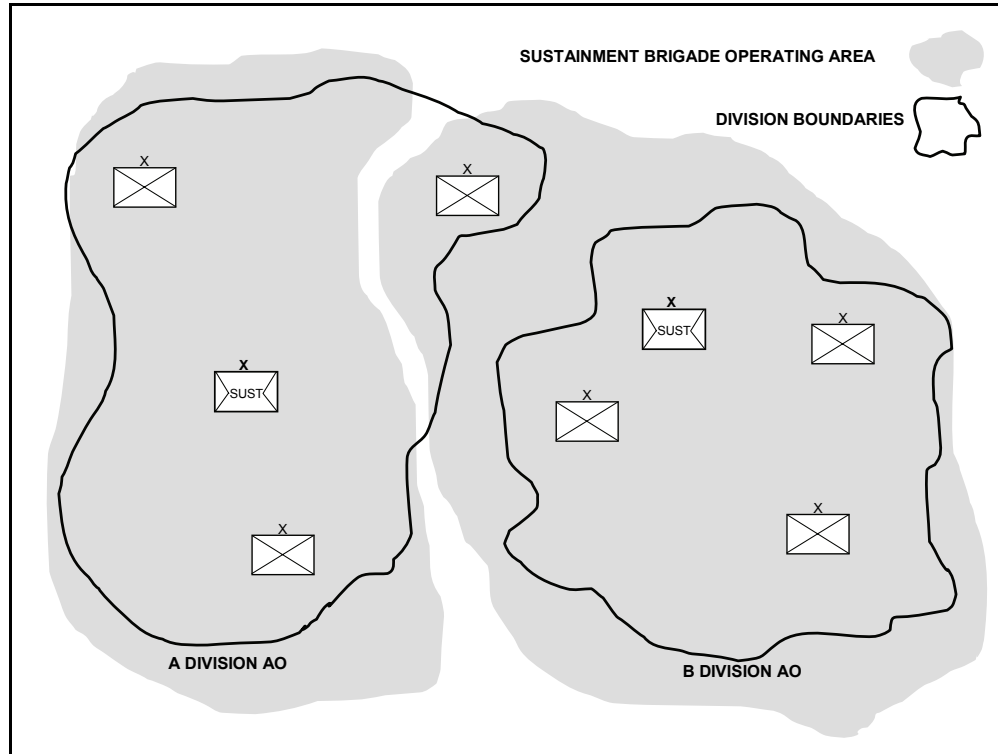 SUSTAINMENT BRIGADE OPERATING AREA
DIVISION BOUNDARIES
X
X
X
X
X
SUST
SUST
X
X
X
A DIVISION AO
B DIVISION AO